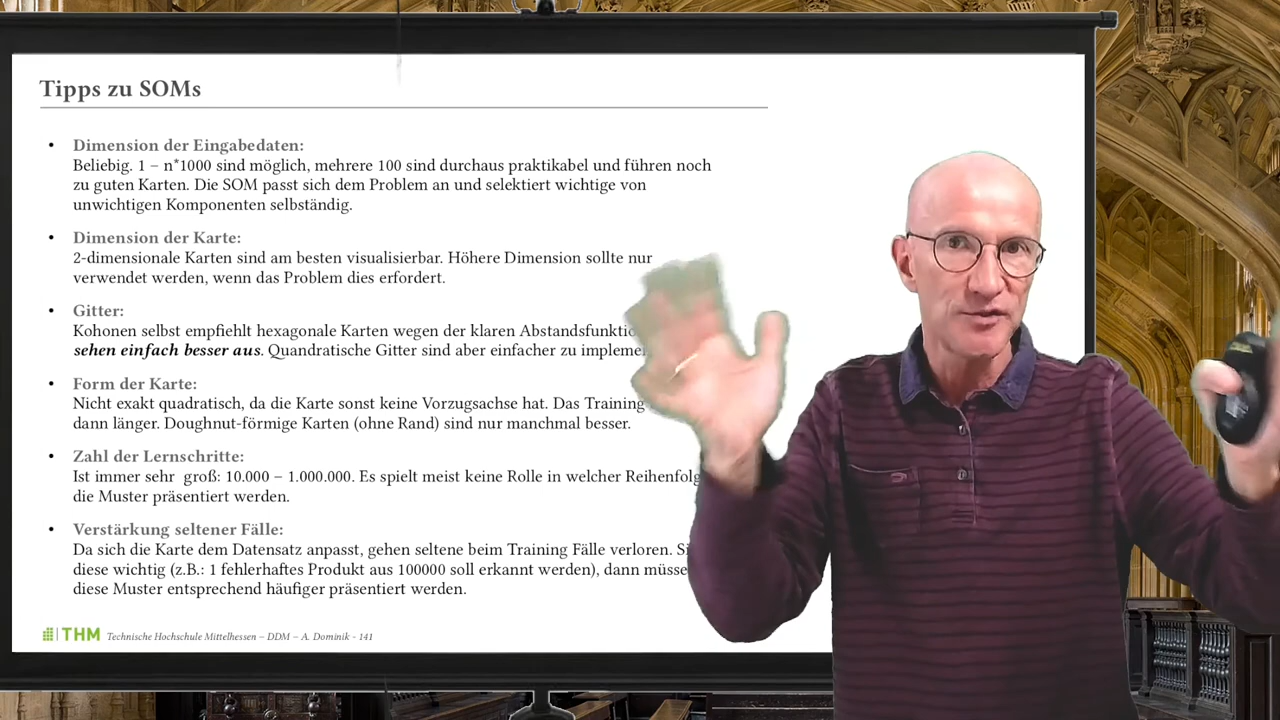 Tipps zu SOMs
• Dimension der Eingabedaten:
Beliebig. 1 – n*1000 sind möglich, mehrere 100 sind durchaus praktikabel und führen noch
zu guten Karten. Die SOM passt sich dem Problem an und selektiert wichtige von
unwichtigen Komponenten selbständig.
• Dimension der Karte:
2-dimensionale Karten sind am besten visualisierbar. Höhere Dimension sollte nur
verwendet werden, wenn das Problem dies erfordert.
• Gitter:
Kohonen selbst empfiehlt hexagonale Karten wegen der klaren
sehen einfach besser aus. Quandratische Gitter sind aber einfacher zu
• Form der Karte:
Nicht exakt quadratisch, da die Karte sonst keine Vorzugsachse hat. Das Training
dann länger. Doughnut-förmige Karten (ohne Rand) sind nur manchmal besser.
• Zahl der Lernschritte:
Ist immer sehr groß: 10.000 – 1.000.000. Es spielt meist keine Rolle in welcher
die Muster präsentiert werden.
• Verstärkung seltener Fälle:
Da sich die Karte dem Datensatz anpasst, gehen seltene beim Training Fälle verloren.
diese wichtig (z.B.: 1 fehlerhaftes Produkt aus 100000 soll erkannt werden), dann
diese Muster entsprechend häufiger präsentiert werden.
THM Technische Hochschule Mittelhessen – DDM – A. Dominik - 141